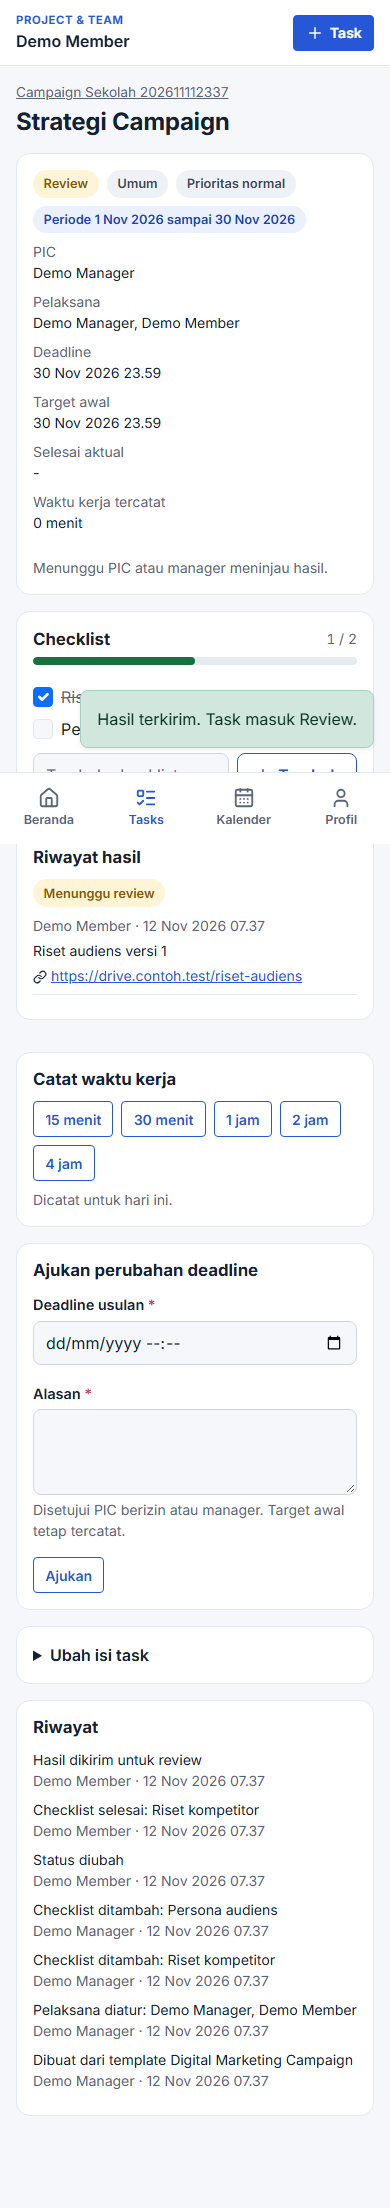 PROJECT & TEAM
Demo Member
+ Task
Campaign Sekolah 202611112337
Strategi Campaign
Review
Umum
Prioritas normal
Periode 1 Nov 2026 sampai 30 Nov 2026
PIC
Demo Manager
Pelaksana
Demo Manager, Demo Member
Deadline
30 Nov 2026 23.59
Target awal
30 Nov 2026 23.59
Selesai aktual
-
Waktu kerja tercatat
0 menit
Menunggu PIC atau manager meninjau hasil.
Checklist
1 / 2
Hasil terkirim. Task masuk Review.
Beranda
Tasks
Kalender
Profil
Riwayat hasil
Menunggu review
Demo Member · 12 Nov 2026 07.37
Riset audiens versi 1
https://drive.contoh.test/riset-audiens
Catat waktu kerja
15 menit
30 menit
1 jam
2 jam
4 jam
Dicatat untuk hari ini.
Ajukan perubahan deadline
Deadline usulan *
dd/mm/yyyy --:--
Alasan *
Disetujui PIC berizin atau manager. Target awal
tetap tercatat.
Ajukan
Ubah isi task
Riwayat
Hasil dikirim untuk review
Demo Member · 12 Nov 2026 07.37
Checklist selesai: Riset kompetitor
Demo Member · 12 Nov 2026 07.37
Status diubah
Demo Member · 12 Nov 2026 07.37
Checklist ditambah: Persona audiens
Demo Manager · 12 Nov 2026 07.37
Checklist ditambah: Riset kompetitor
Demo Manager · 12 Nov 2026 07.37
Pelaksana diatur: Demo Manager, Demo Member
Demo Manager · 12 Nov 2026 07.37
Dibuat dari template Digital Marketing Campaign
Demo Manager · 12 Nov 2026 07.37